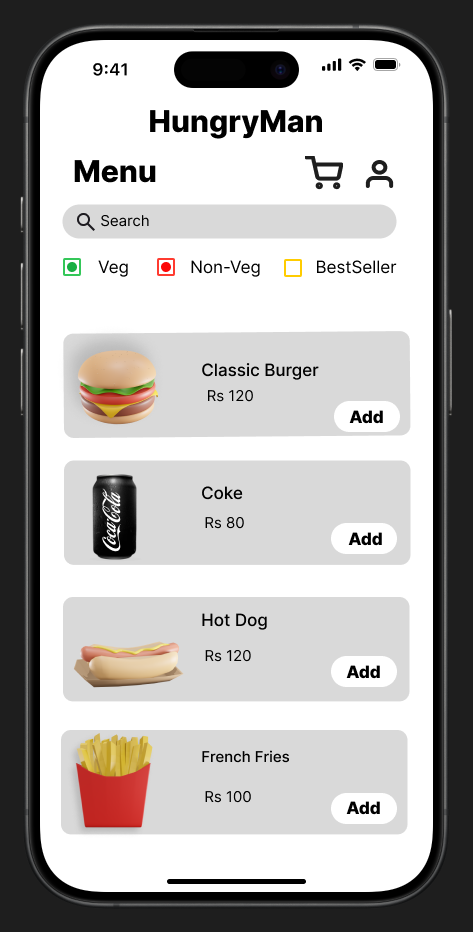 9:41
HungryMan
Menu
Search
Veg Non-Veg BestSeller
Classic Burger
Rs 120
Add
Coca-Cola
Coke
Rs 80
Add
Hot Dog
Rs 120
Add
French Fries
Rs 100
Add